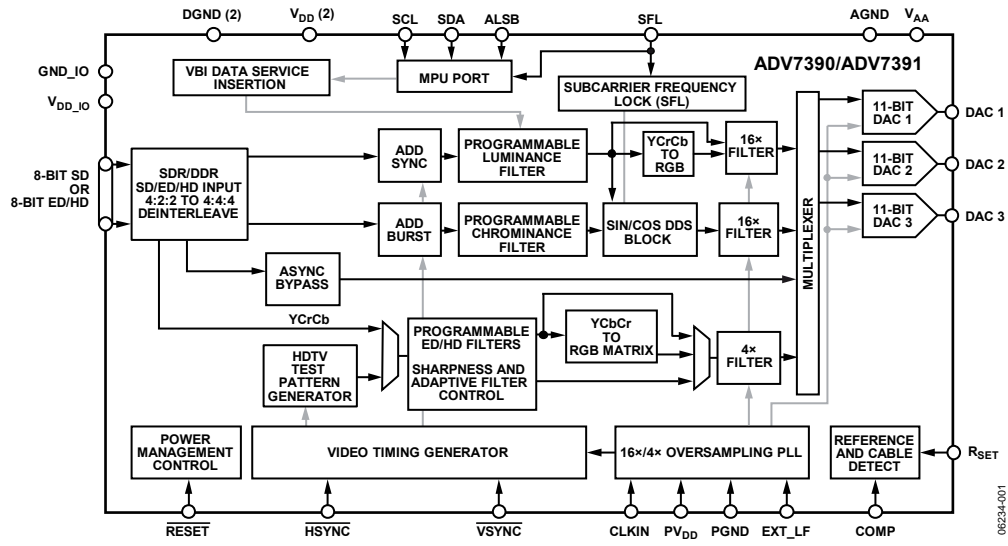 DGND (2)
VDD (2)
SCL
SDA
ALSB
SFL
AGND
VAA
GND_IO
VDD_IO
VBI DATA SERVICE
INSERTION
MPU PORT
SUBCARRIER FREQUENCY
LOCK (SFL)
ADV7390/ADV7391
8-BIT SD
OR
8-BIT ED/HD
SDR/DDR
SD/ED/HD INPUT
4:2:2 TO 4:4:4
DEINTERLEAVE
ADD
SYNC
PROGRAMMABLE
LUMINANCE
FILTER
YCrCb
TO
RGB
16×
FILTER
ADD
BURST
PROGRAMMABLE
CHROMINANCE
FILTER
SIN/COS DDS
BLOCK
16×
FILTER
MULTIPLEXER
11-BIT
DAC 1
DAC 1
11-BIT
DAC 2
DAC 2
11-BIT
DAC 3
DAC 3
ASYNC
BYPASS
YCrCb
HDTV
TEST
PATTERN
GENERATOR
PROGRAMMABLE
ED/HD FILTERS
SHARPNESS AND
ADAPTIVE FILTER
CONTROL
YCbCr
TO
RGB MATRIX
4×
FILTER
POWER
MANAGEMENT
CONTROL
VIDEO TIMING GENERATOR
16×/4× OVERSAMPLING PLL
REFERENCE
AND CABLE
DETECT
RSET
RESET
HSYNC
VSYNC
CLKIN
PVDD
PGND
EXT_LF
COMP
06234-001